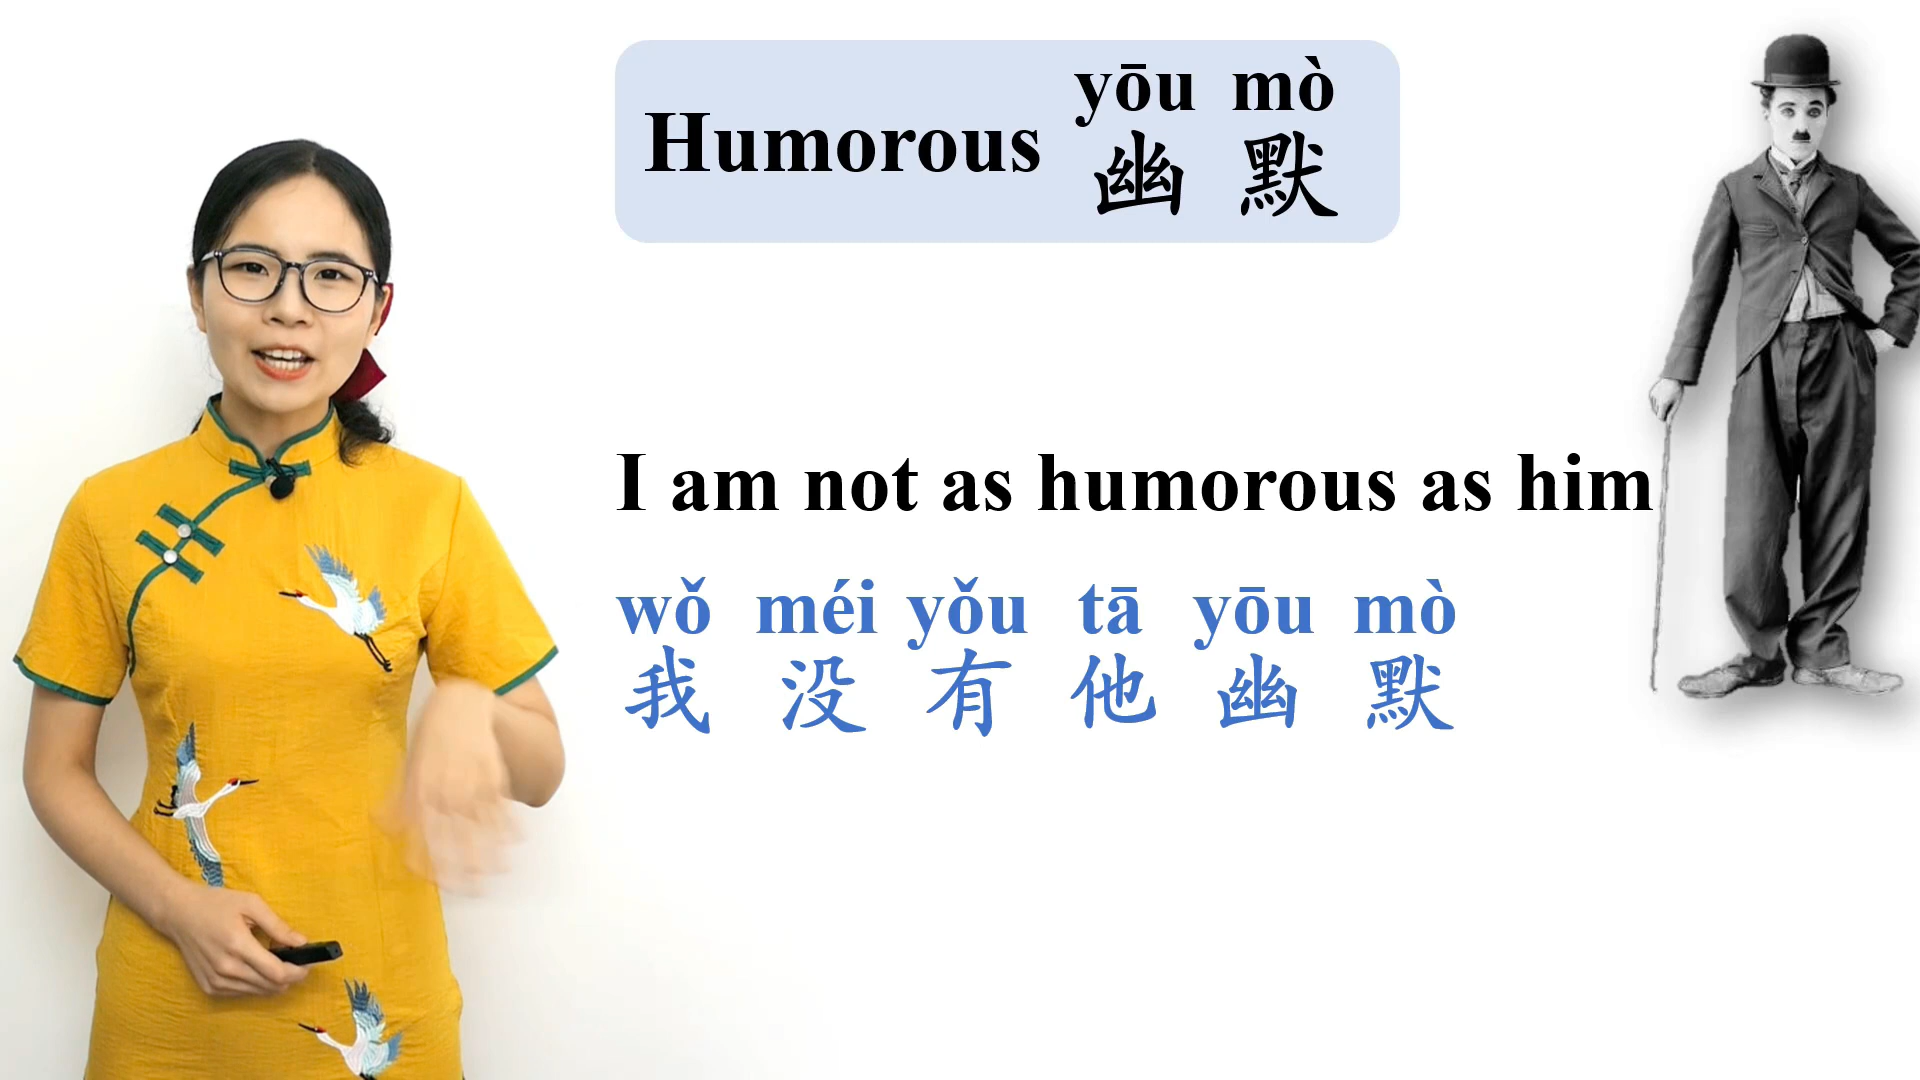 yōu mò
Humorous 幽 默
I am not as humorous as him
wǒ méi yǒu tā yōu mò
我 没 有 他 幽 默